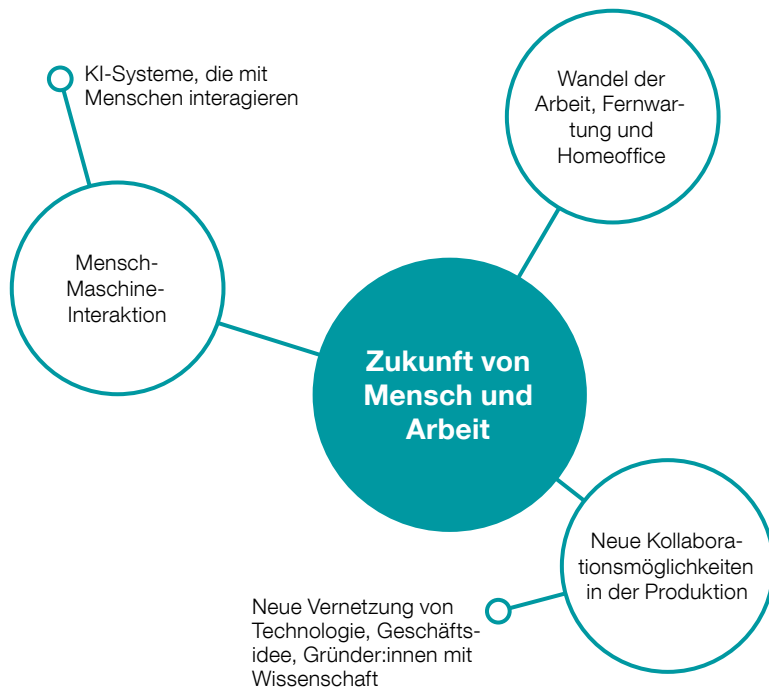 KI-Systeme, die mit
Menschen interagieren
Wandel der
Arbeit, Fernwar-
tung und
Homeoffice
Mensch-
Maschine-
Interaktion
Zukunft von
Mensch und
Arbeit
Neue Kollabora-
tionsmöglichkeiten
in der Produktion
Neue Vernetzung von
Technologie, Geschäfts-
idee, Gründer:innen mit
Wissenschaft